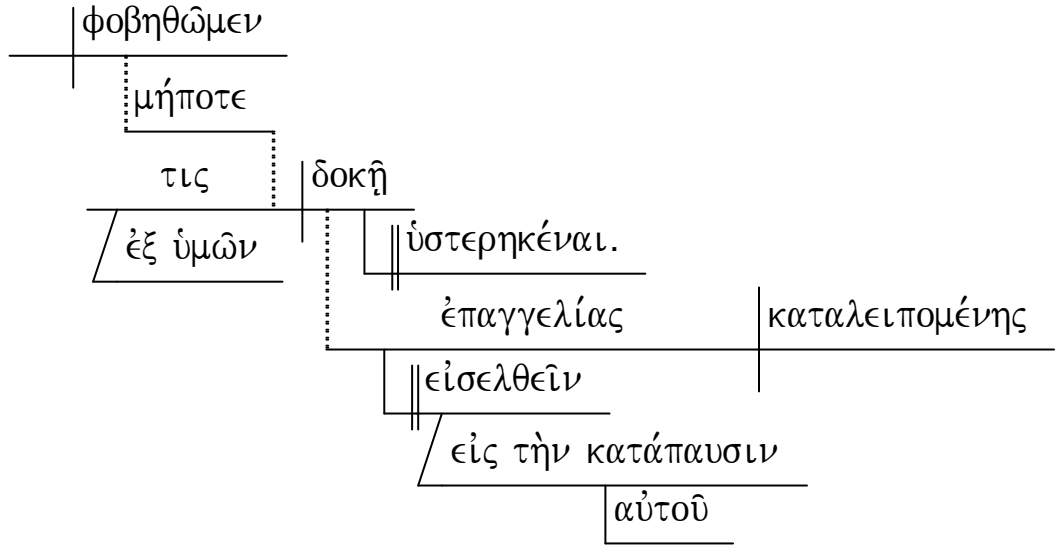 φοβηθῶμεν
μήποτε
τις δοκῇ
ἐξ ὑμῶν
ὑστερηκέναι.
ἐπαγγελίας καταλειπομένης
εἰσελθεῖν
εἰς τὴν κατάπαυσιν
αὐτοῦ